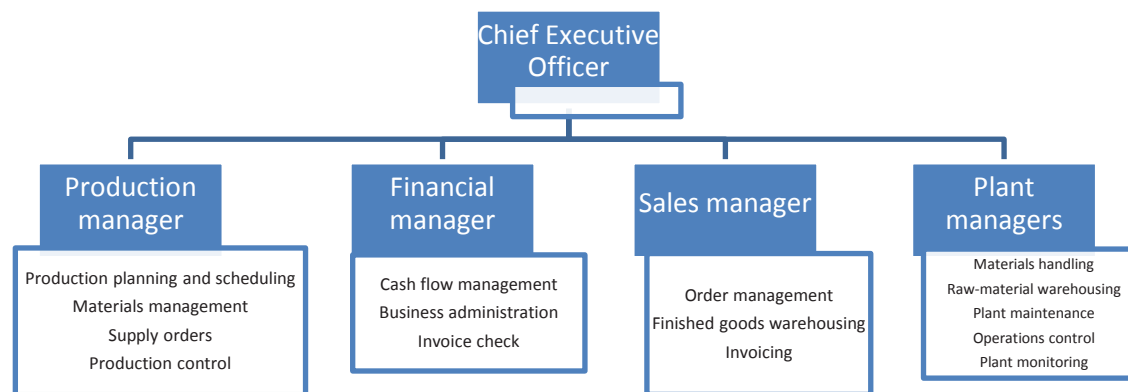 Chief Executive
Officer
Production
manager
Production planning and scheduling
Materials management
Supply orders
Production control
Financial
manager
Cash flow management
Business administration
Invoice check
Sales manager
Order management
Finished goods warehousing
Invoicing
Plant
managers
Materials handling
Raw-material warehousing
Plant maintenance
Operations control
Plant monitoring